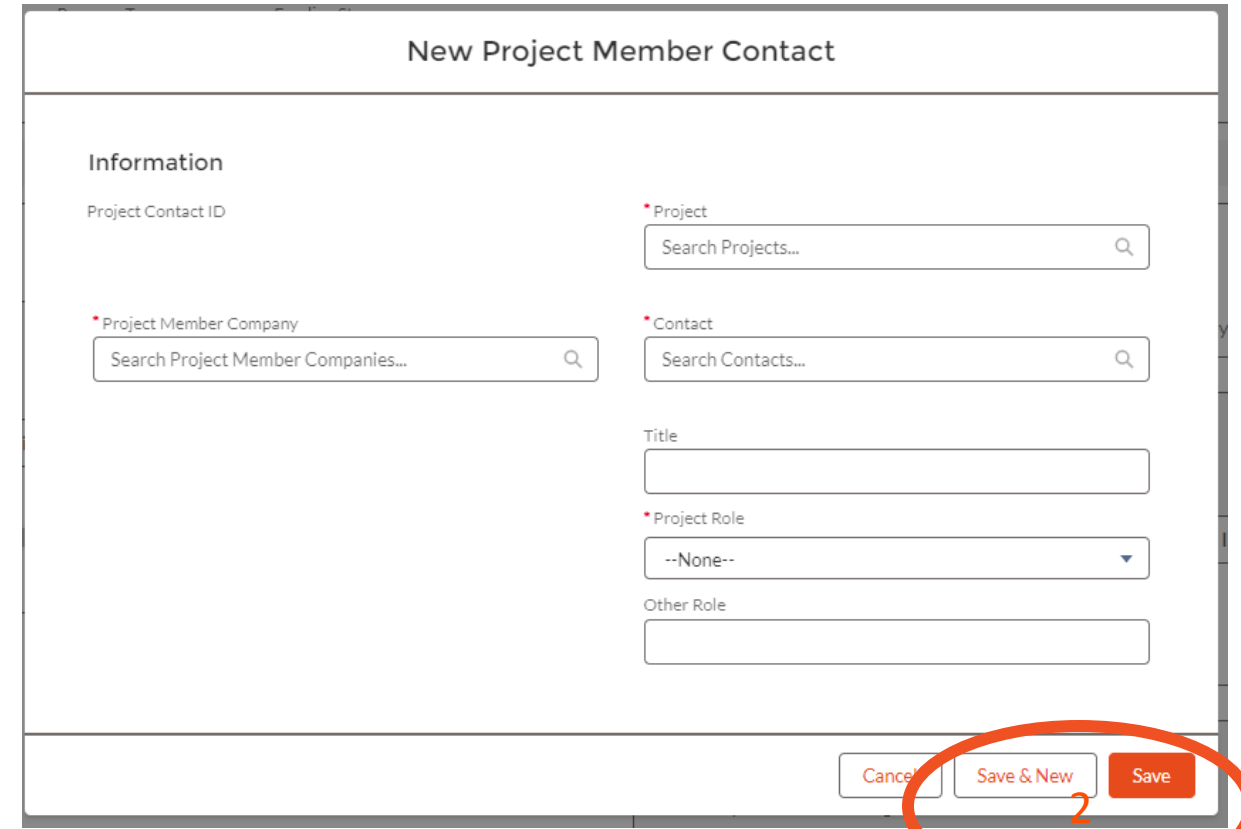 New Project Member Contact
Information
Project Contact ID
* Project
Search Projects...
* Project Member Company
Search Project Member Companies...
* Contact
Search Contacts...
Title
* Project Role
--None--
Other Role
Cancel
Save & New
Save
2